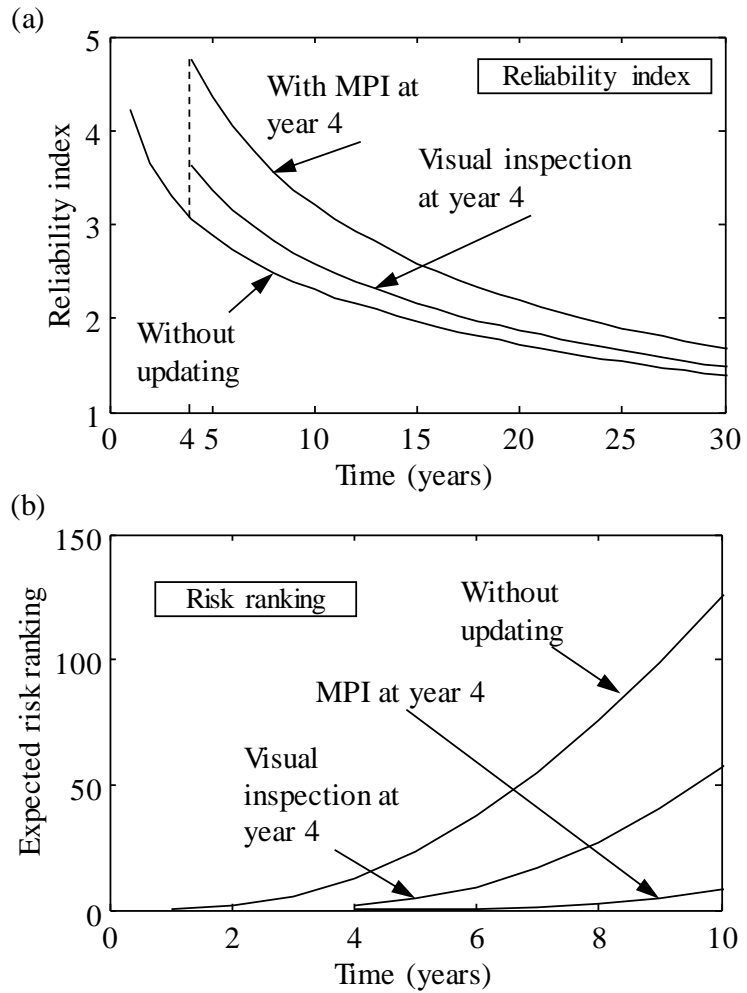 (a)
5
4
3
2
1
Reliability index
With MPI at
year 4
Reliability index
Visual inspection
at year 4
Without
updating
0
4 5
10
15
20
25
30
Time (years)
(b)
150
100
50
0
Expected risk ranking
Risk ranking
Without
updating
MPI at year 4
Visual
inspection at
year 4
0
2
4
6
8
10
Time (years)